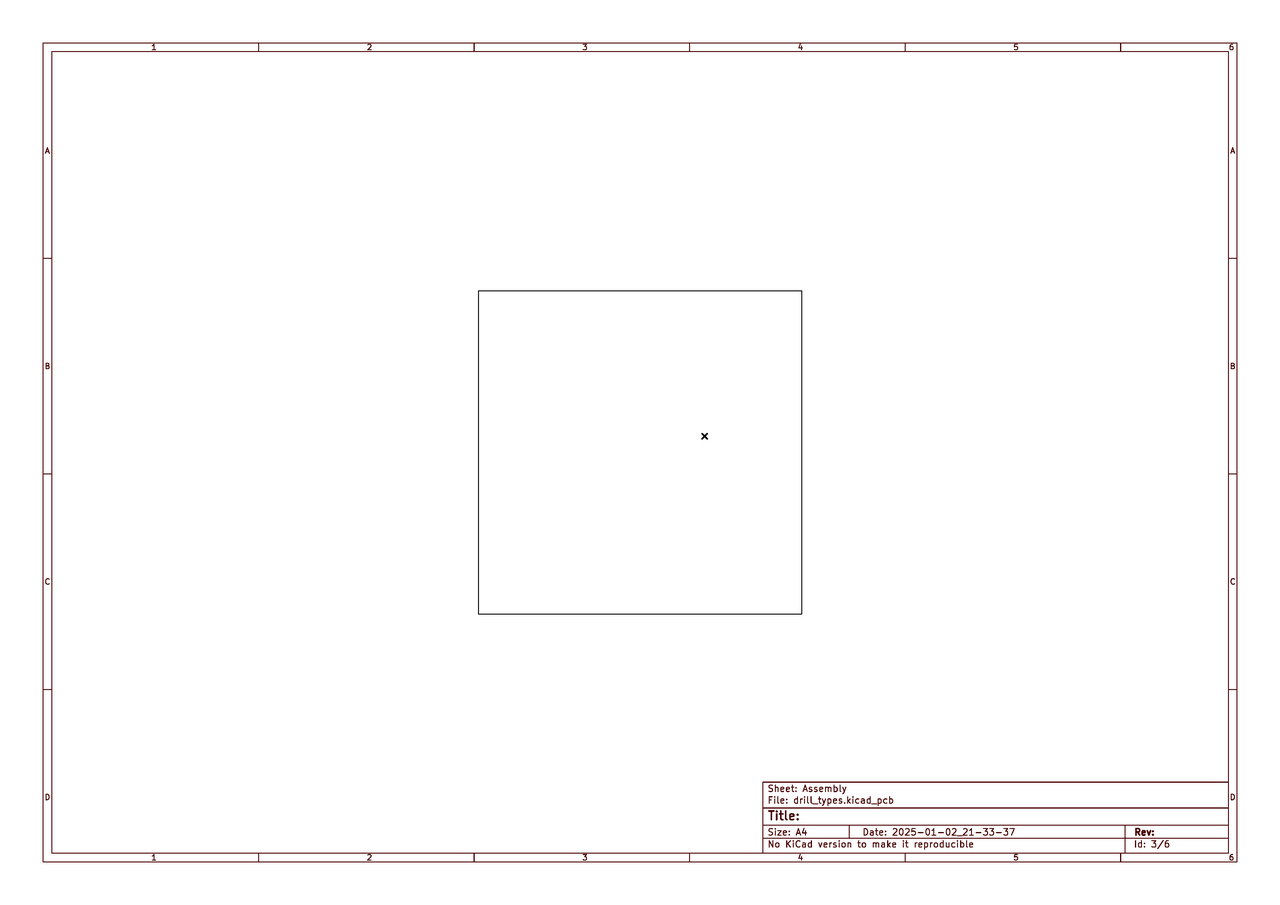 1 2 3 4 5 6
A A
B B
C C
D D
Sheet: Assembly
File: drill_types.kicad_pcb
Title:
Size: A4 Date: 2025-01-02_21-33-37 Rev:
No KiCad version to make it reproducible Id: 3/6
1 2 3 4 5 6